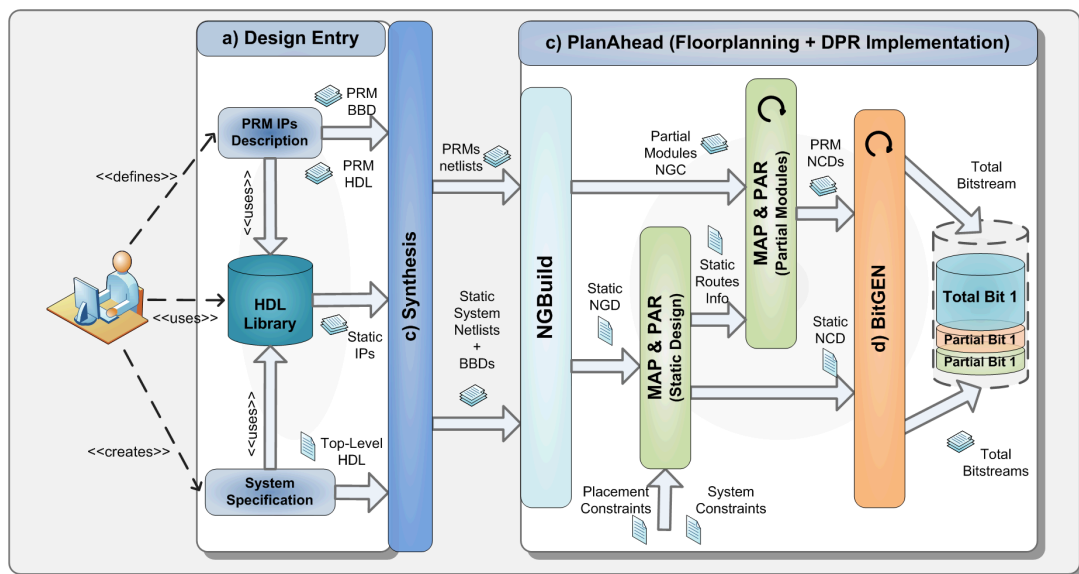 a) Design Entry
c) PlanAhead (Floorplanning + DPR Implementation)
PRM
BBD
PRM IPs
Description
PRM
HDL
<<defines>>
<<uses>>
HDL
Library
<<uses>>
Static
IPs
<<uses>>
<<creates>>
Top-Level
HDL
System
Specification
c) Synthesis
PRMs
netlists
Static
System
Netlists
+
BBDs
NGBuild
Partial
Modules
NGC
Static
NGD
MAP & PAR
(Static Design)
Static
Routes
Info
MAP & PAR
(Partial Modules)
Placement
Constraints
System
Constraints
PRM
NCDs
Static
NCD
d) BitGEN
Total
Bitstream
Total Bit 1
Partial Bit 1
Partial Bit 1
Total
Bitstreams